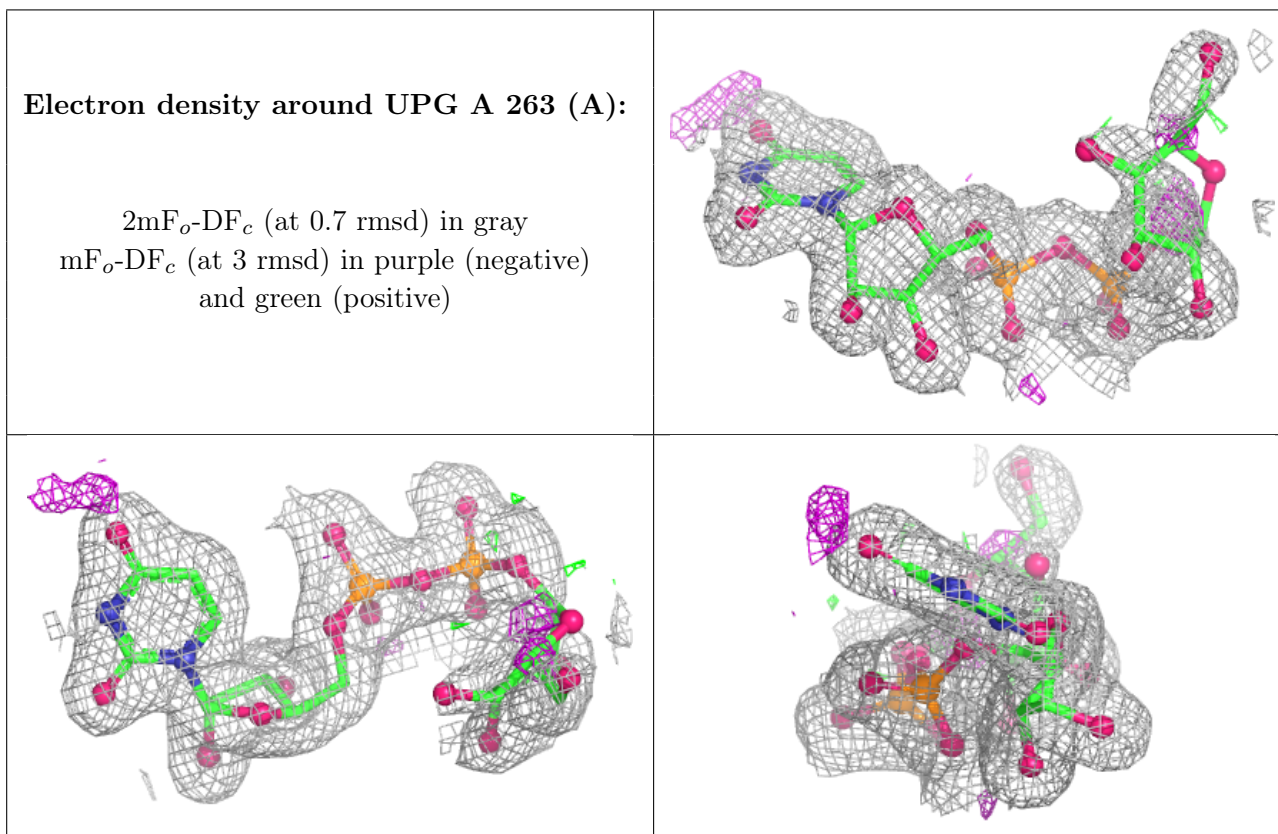 Electron density around UPG A 263 (A):
2mFo-DFc (at 0.7 rmsd) in gray
mFo-DFc (at 3 rmsd) in purple (negative)
and green (positive)